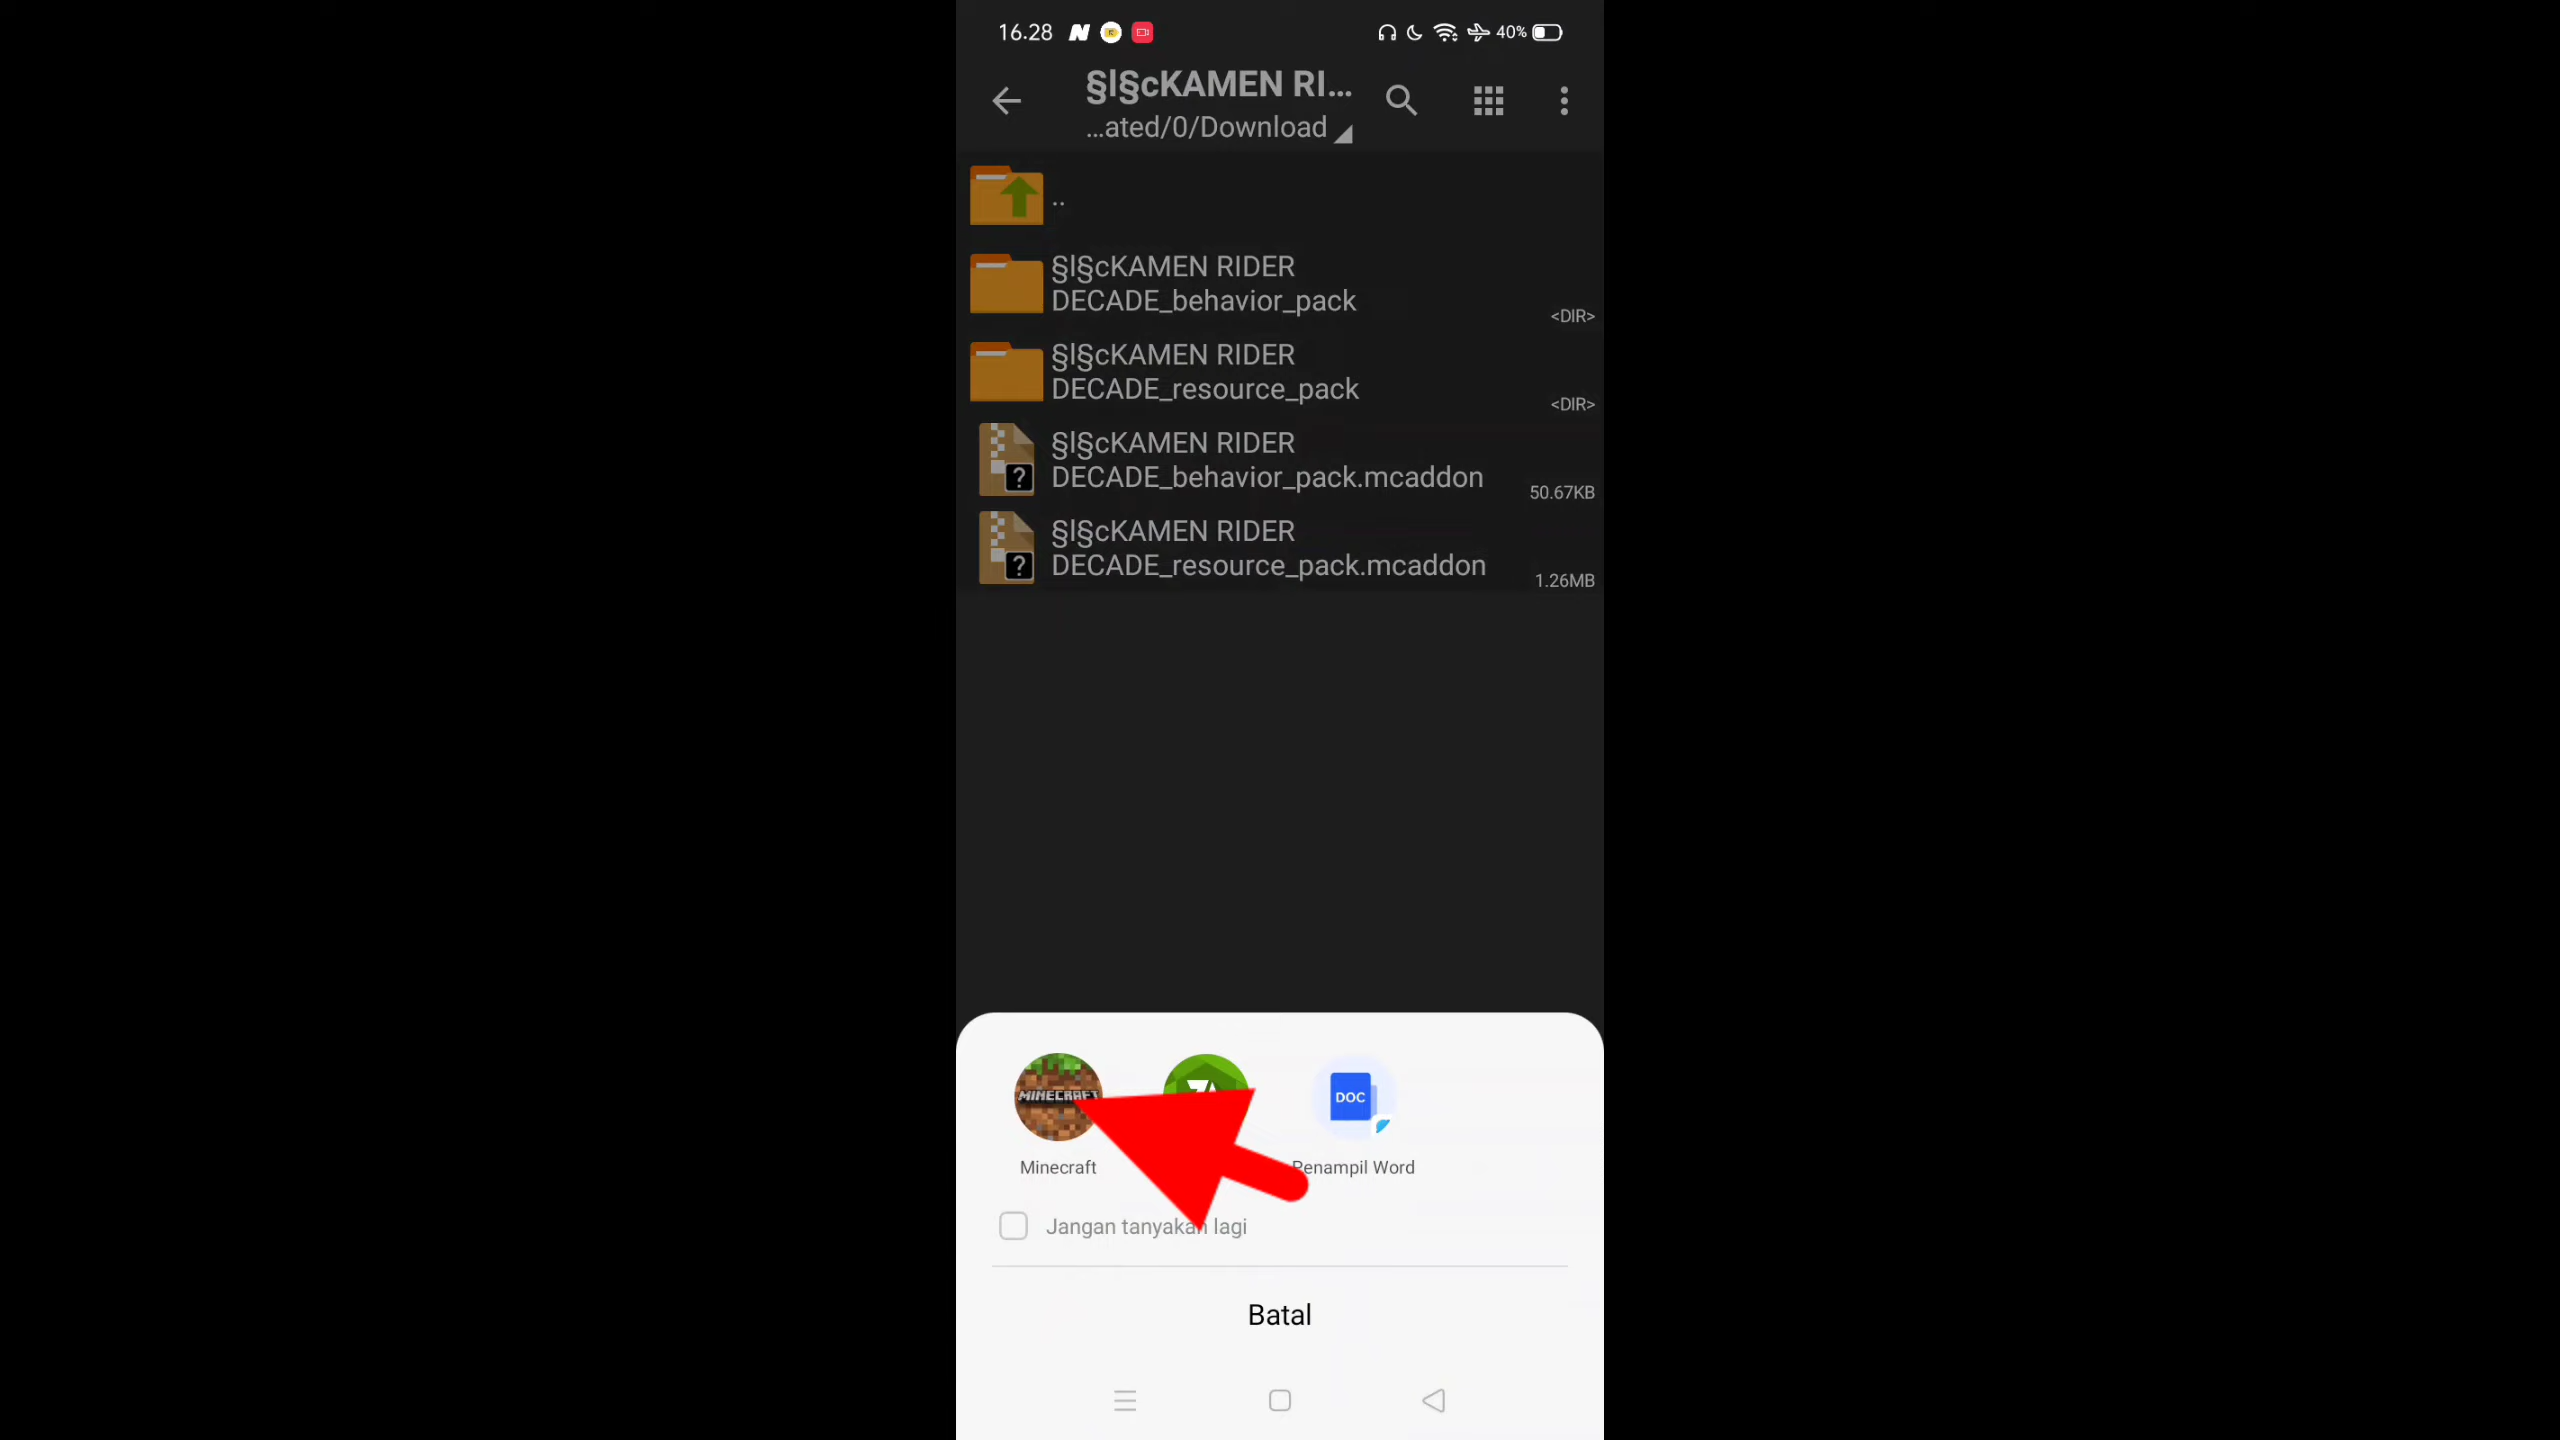 16.28
40%
§l§cKAMEN RI...
...ated/0/Download
..
§l§cKAMEN RIDER
DECADE_behavior_pack
<DIR>
§l§cKAMEN RIDER
DECADE_resource_pack
<DIR>
§l§cKAMEN RIDER
DECADE_behavior_pack.mcaddon
50.67KB
§l§cKAMEN RIDER
DECADE_resource_pack.mcaddon
1.26MB
MINECRAFT
DOC
Minecraft
Penampil Word
Jangan tanyakan lagi
Batal